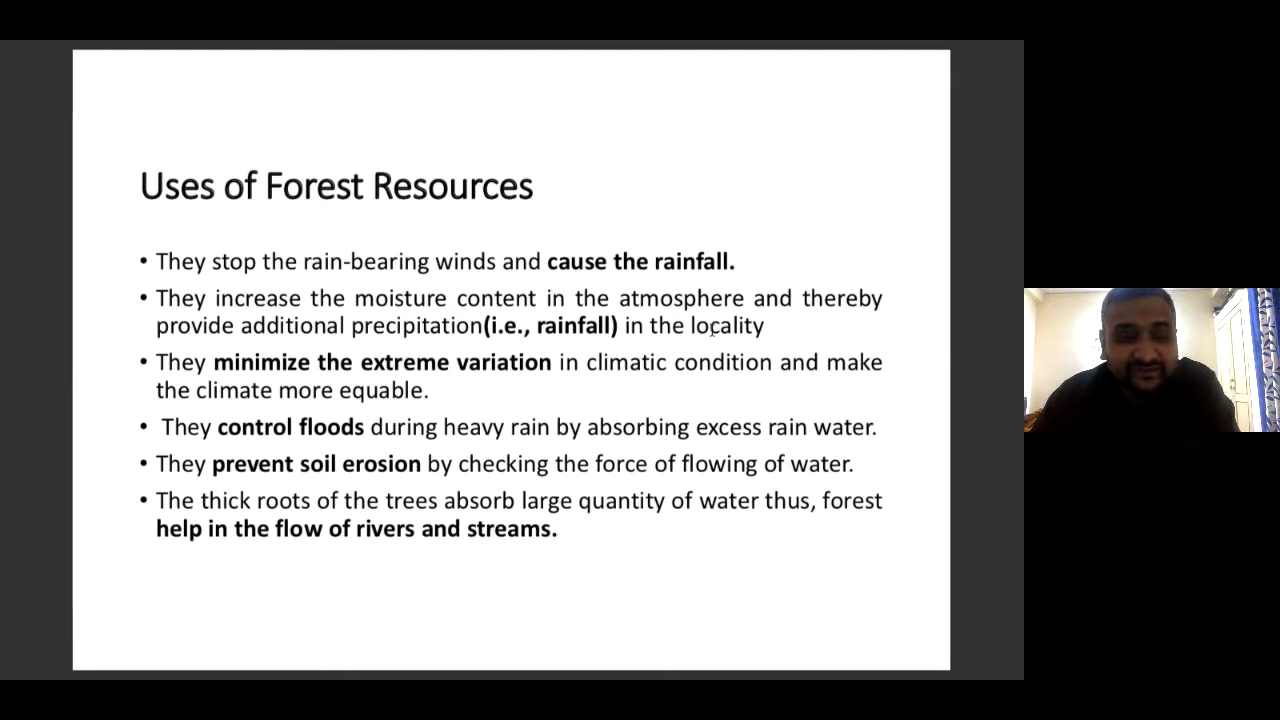 Uses of Forest Resources
• They stop the rain-bearing winds and cause the rainfall.
• They increase the moisture content in the atmosphere and thereby
provide additional precipitation(i.e., rainfall) in the locality
• They minimize the extreme variation in climatic condition and make
the climate more equable.
• They control floods during heavy rain by absorbing excess rain water.
• They prevent soil erosion by checking the force of flowing of water.
• The thick roots of the trees absorb large quantity of water thus, forest
help in the flow of rivers and streams.